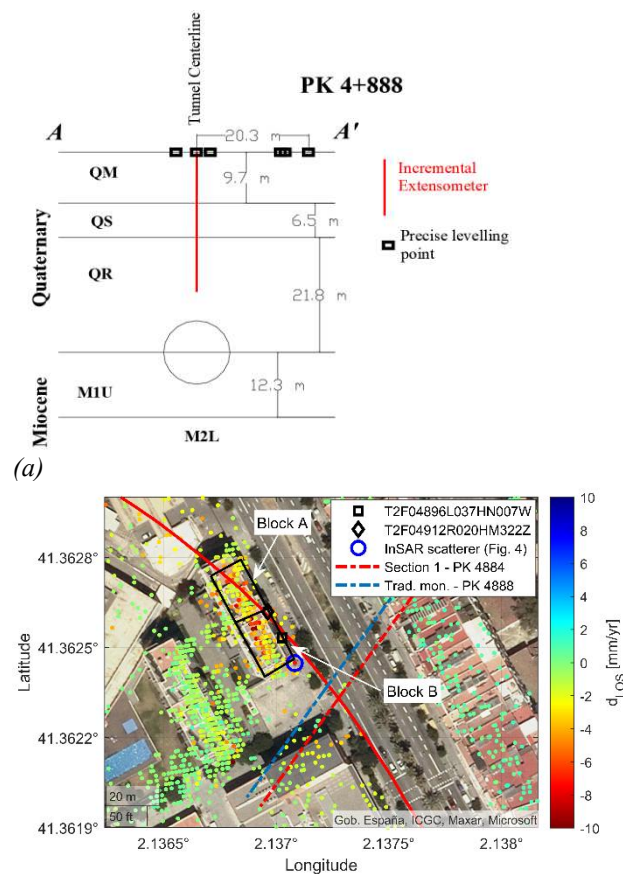 Tunnel Centerline
PK 4+888
A
A'
20.3 m
QM
9.7 m
Incremental
Extensometer
QS
6.5 m
Precise levelling
point
Quaternary
QR
21.8 m
M1U
12.3 m
Miocene
M2L
(a)
T2F04896L037HN007W
T2F04912R020HM322Z
InSAR scatterer (Fig. 4)
Section 1 - PK 4884
Trad. mon. - PK 4888
Block A
Block B
41.3628
41.3625
41.3622
41.3619
Latitude
20 m
50 ft
Gob. España, ICGC, Maxar, Microsoft
2.1365
2.137
2.1375
2.138
Longitude
10
8
6
4
2
0
-2
-4
-6
-8
-10
d_LOS [mm/yr]